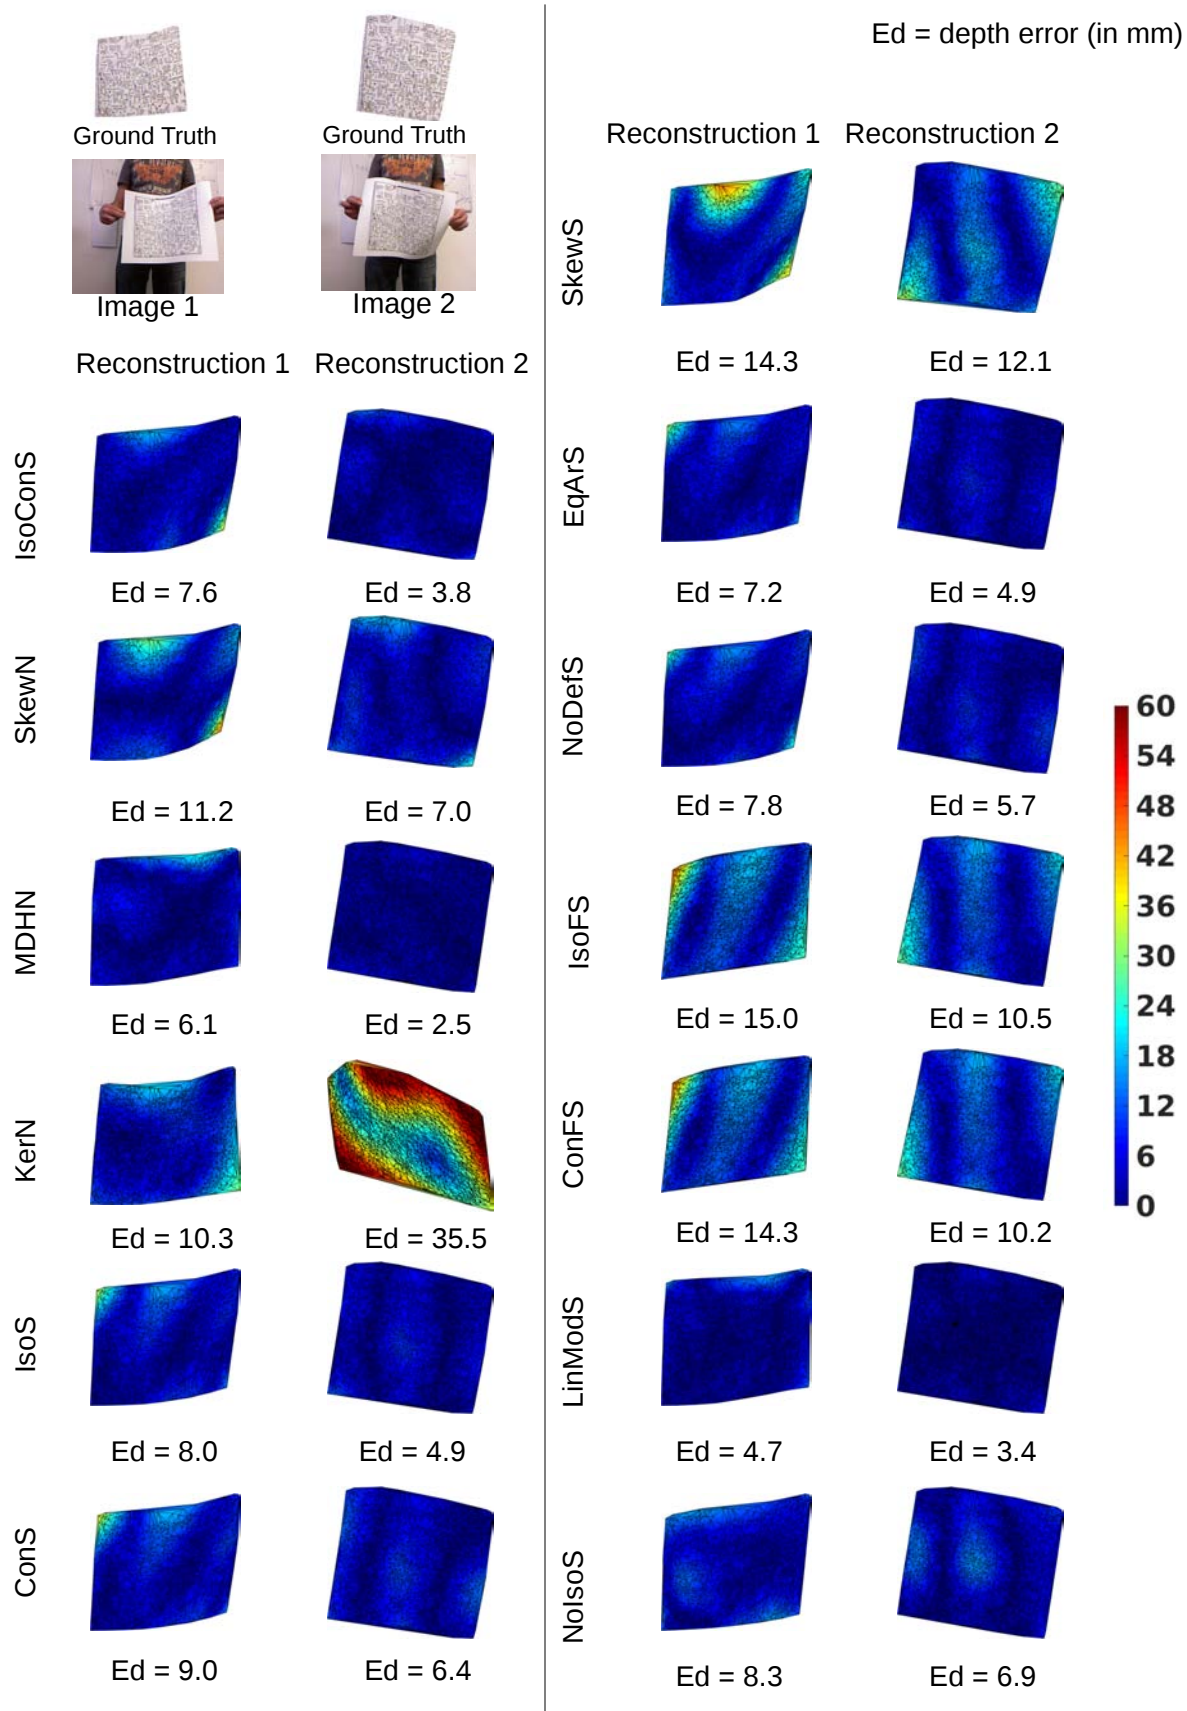 Ed = depth error (in mm)
Ground Truth
Ground Truth
Image 1
Image 2
Reconstruction 1
Reconstruction 2
IsoConS
Ed = 7.6
Ed = 3.8
SkewN
Ed = 11.2
Ed = 7.0
MDHN
Ed = 6.1
Ed = 2.5
KerN
Ed = 10.3
Ed = 35.5
IsoS
Ed = 8.0
Ed = 4.9
ConS
Ed = 9.0
Ed = 6.4
Reconstruction 1
Reconstruction 2
SkewS
Ed = 14.3
Ed = 12.1
EqArS
Ed = 7.2
Ed = 4.9
NoDefS
Ed = 7.8
Ed = 5.7
IsoFS
Ed = 15.0
Ed = 10.5
ConFS
Ed = 14.3
Ed = 10.2
LinModS
Ed = 4.7
Ed = 3.4
NoIsoS
Ed = 8.3
Ed = 6.9
60
54
48
42
36
30
24
18
12
6
0